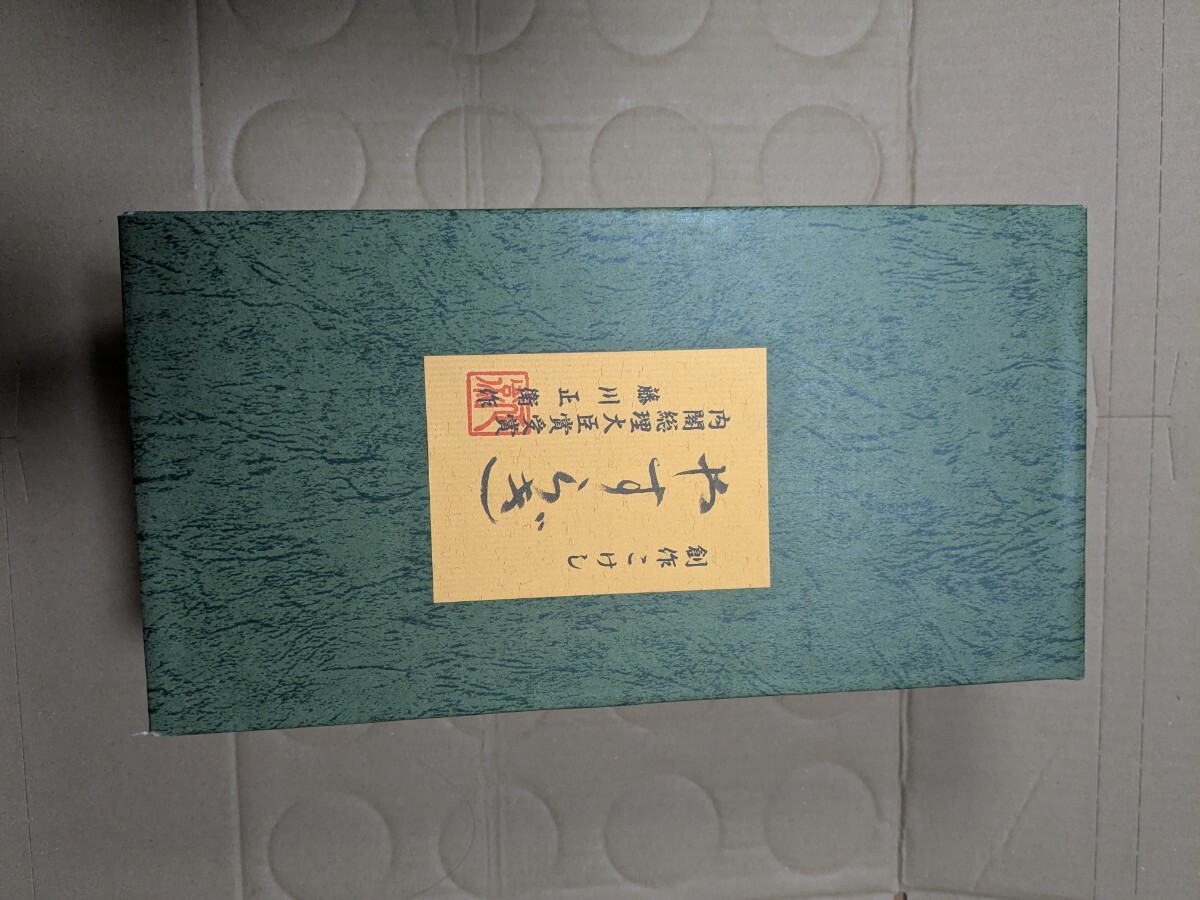 創作こけし
やすらぎ
内閣総理大臣賞受賞
藤川正衛作